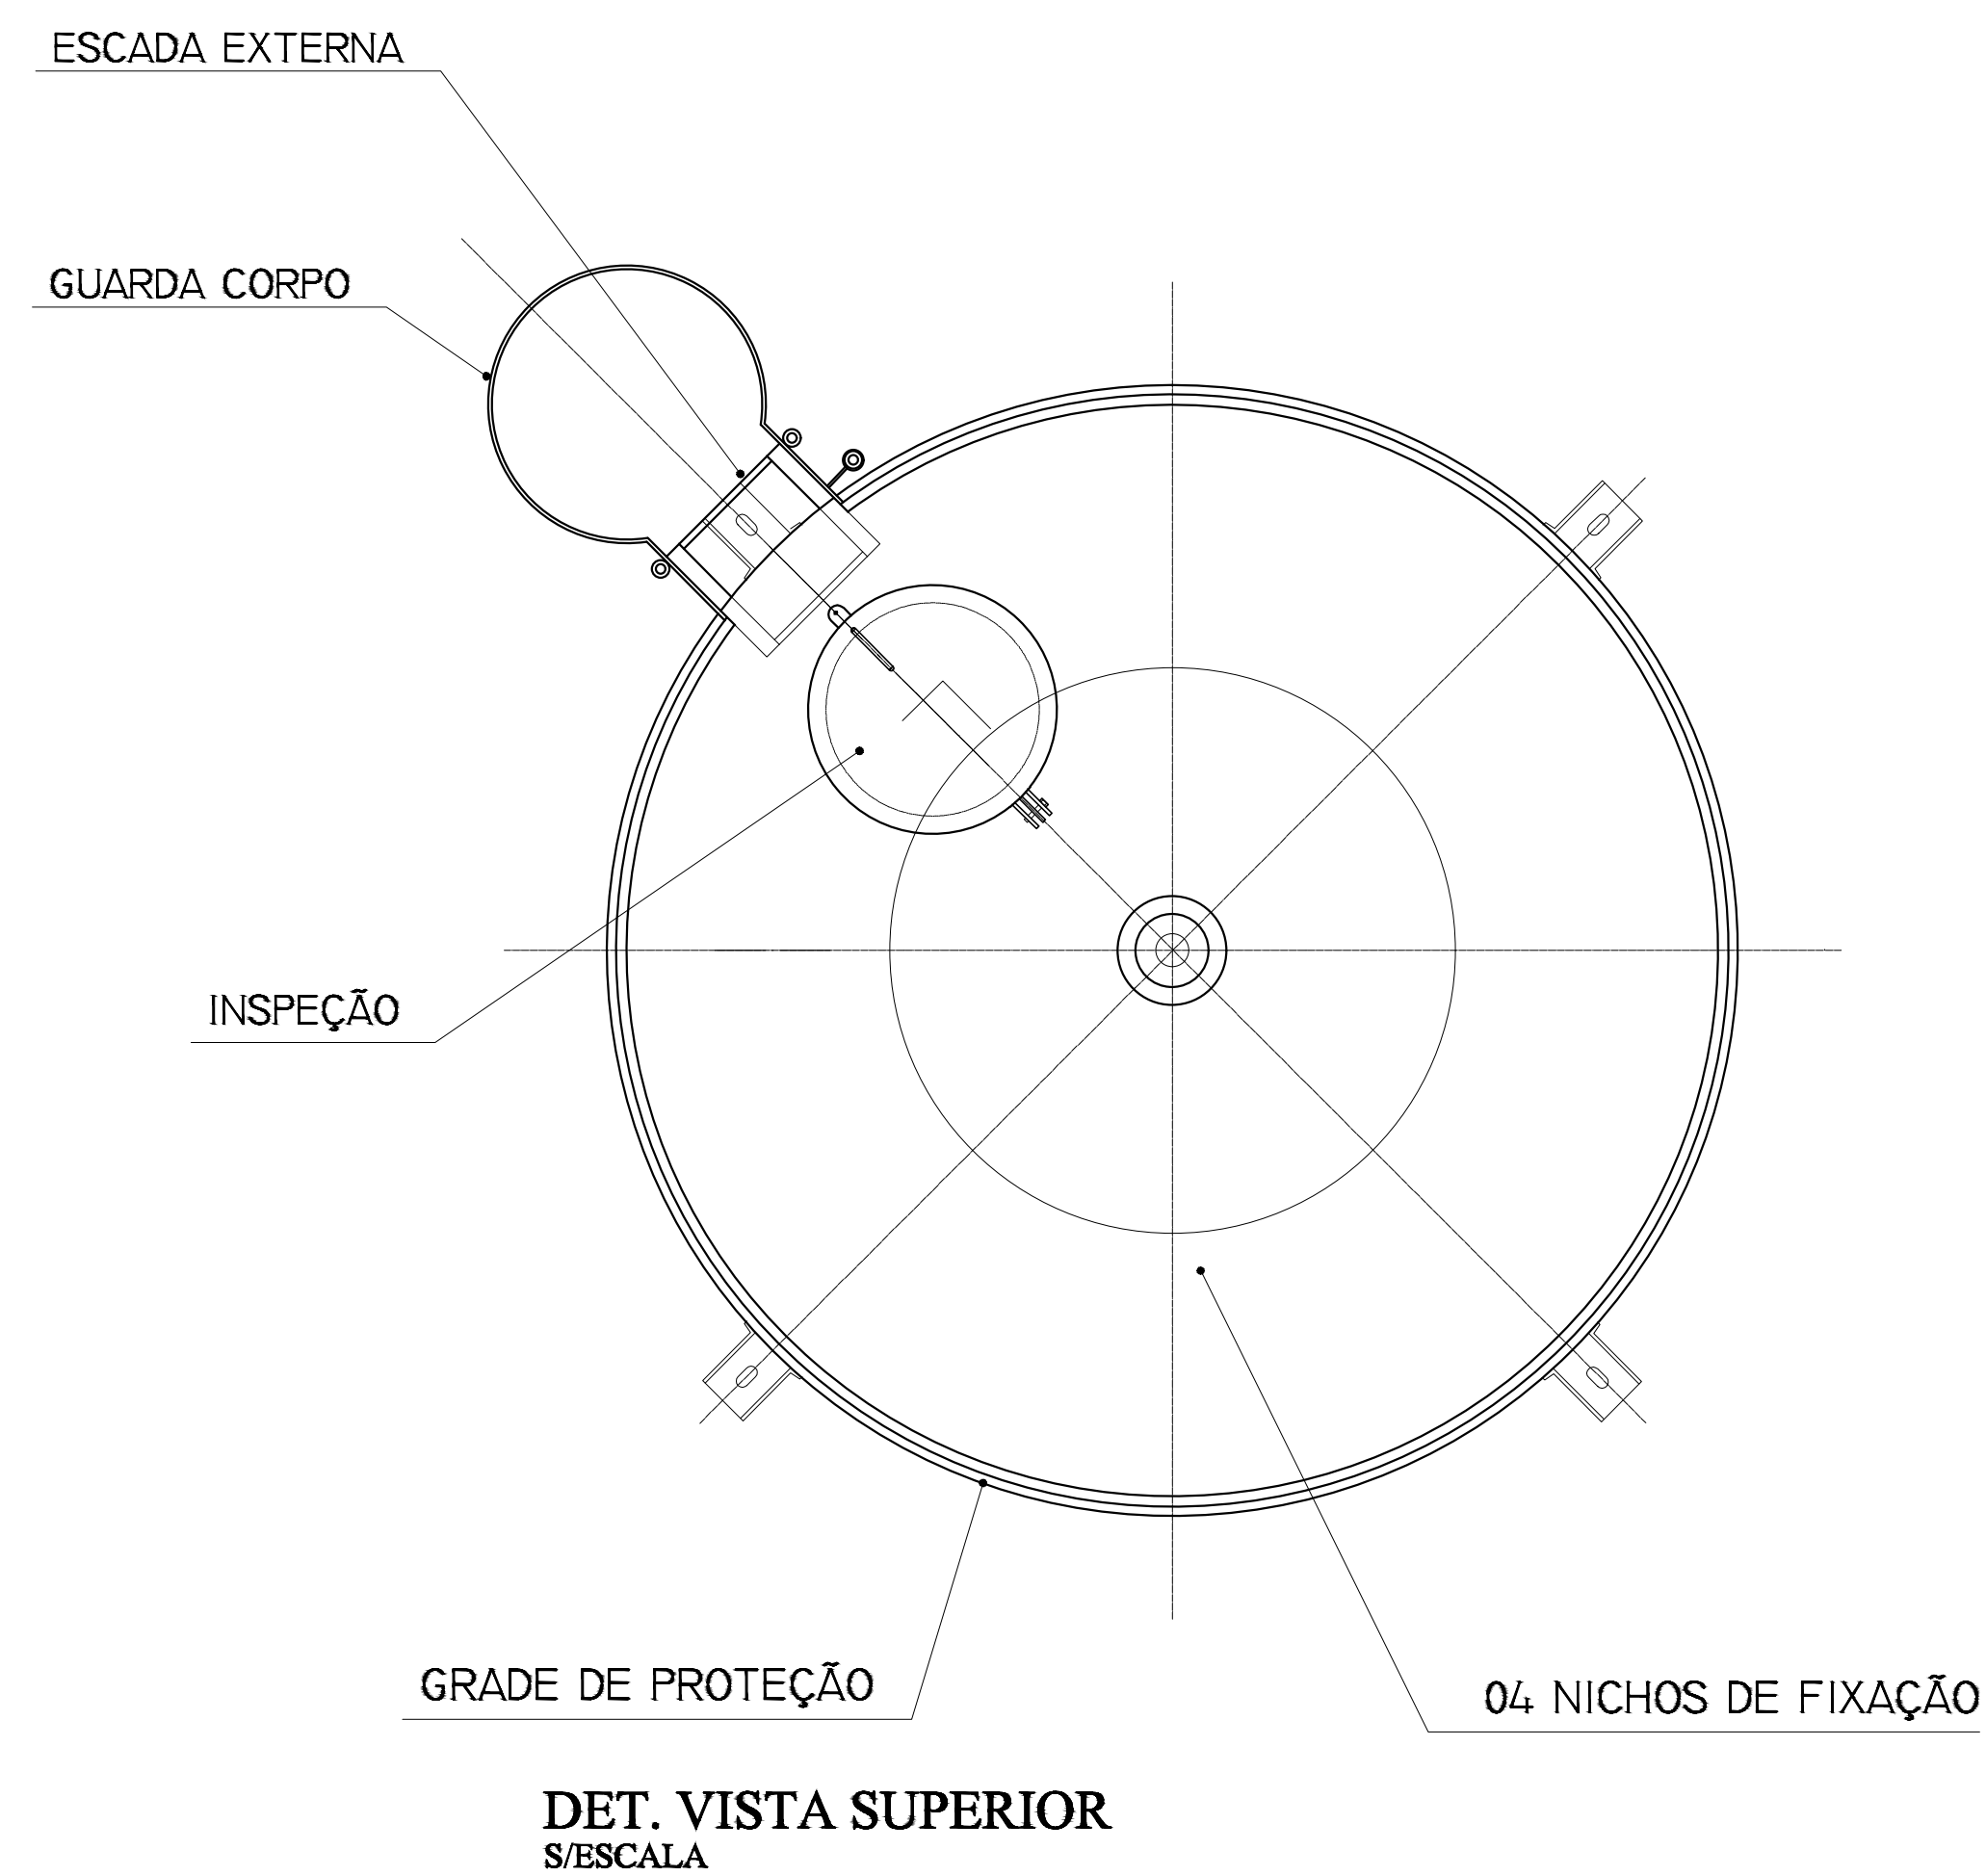 ESCADA EXTERNA
GUARDA CORPO
INSPEÇÃO
GRADE DE PROTEÇÃO
04 NICHOS DE FIXAÇÃO
DET. VISTA SUPERIOR
S/ESCALA